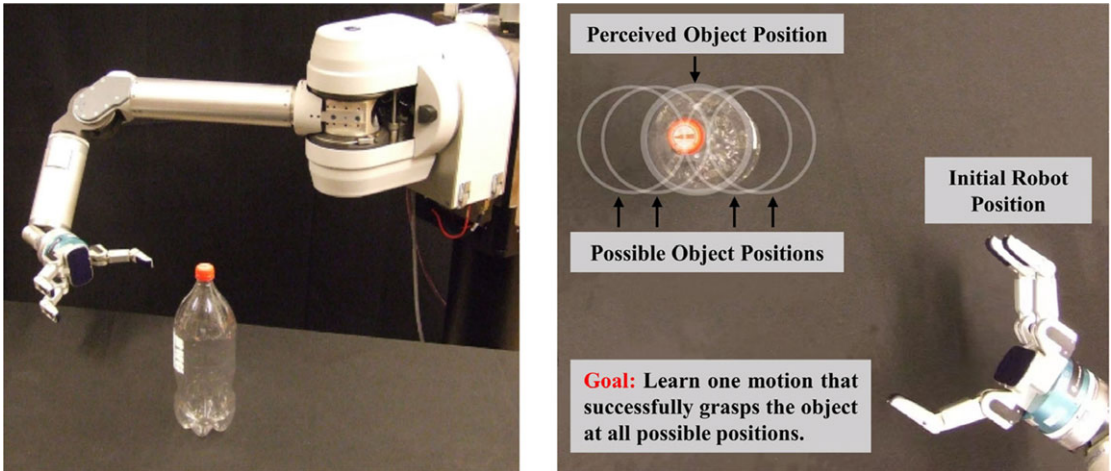 Perceived Object Position
Initial Robot
Position
Possible Object Positions
Goal: Learn one motion that
successfully grasps the object
at all possible positions.